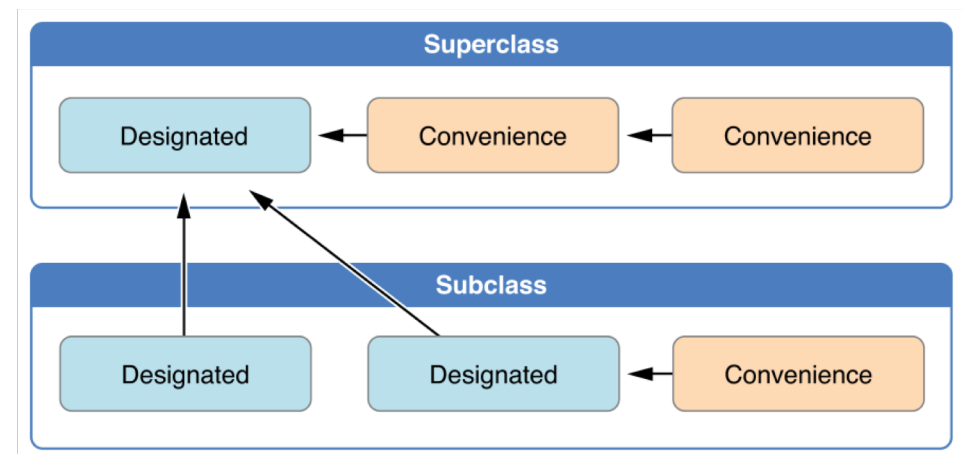 Superclass
Designated
Convenience
Convenience
Subclass
Designated
Designated
Convenience